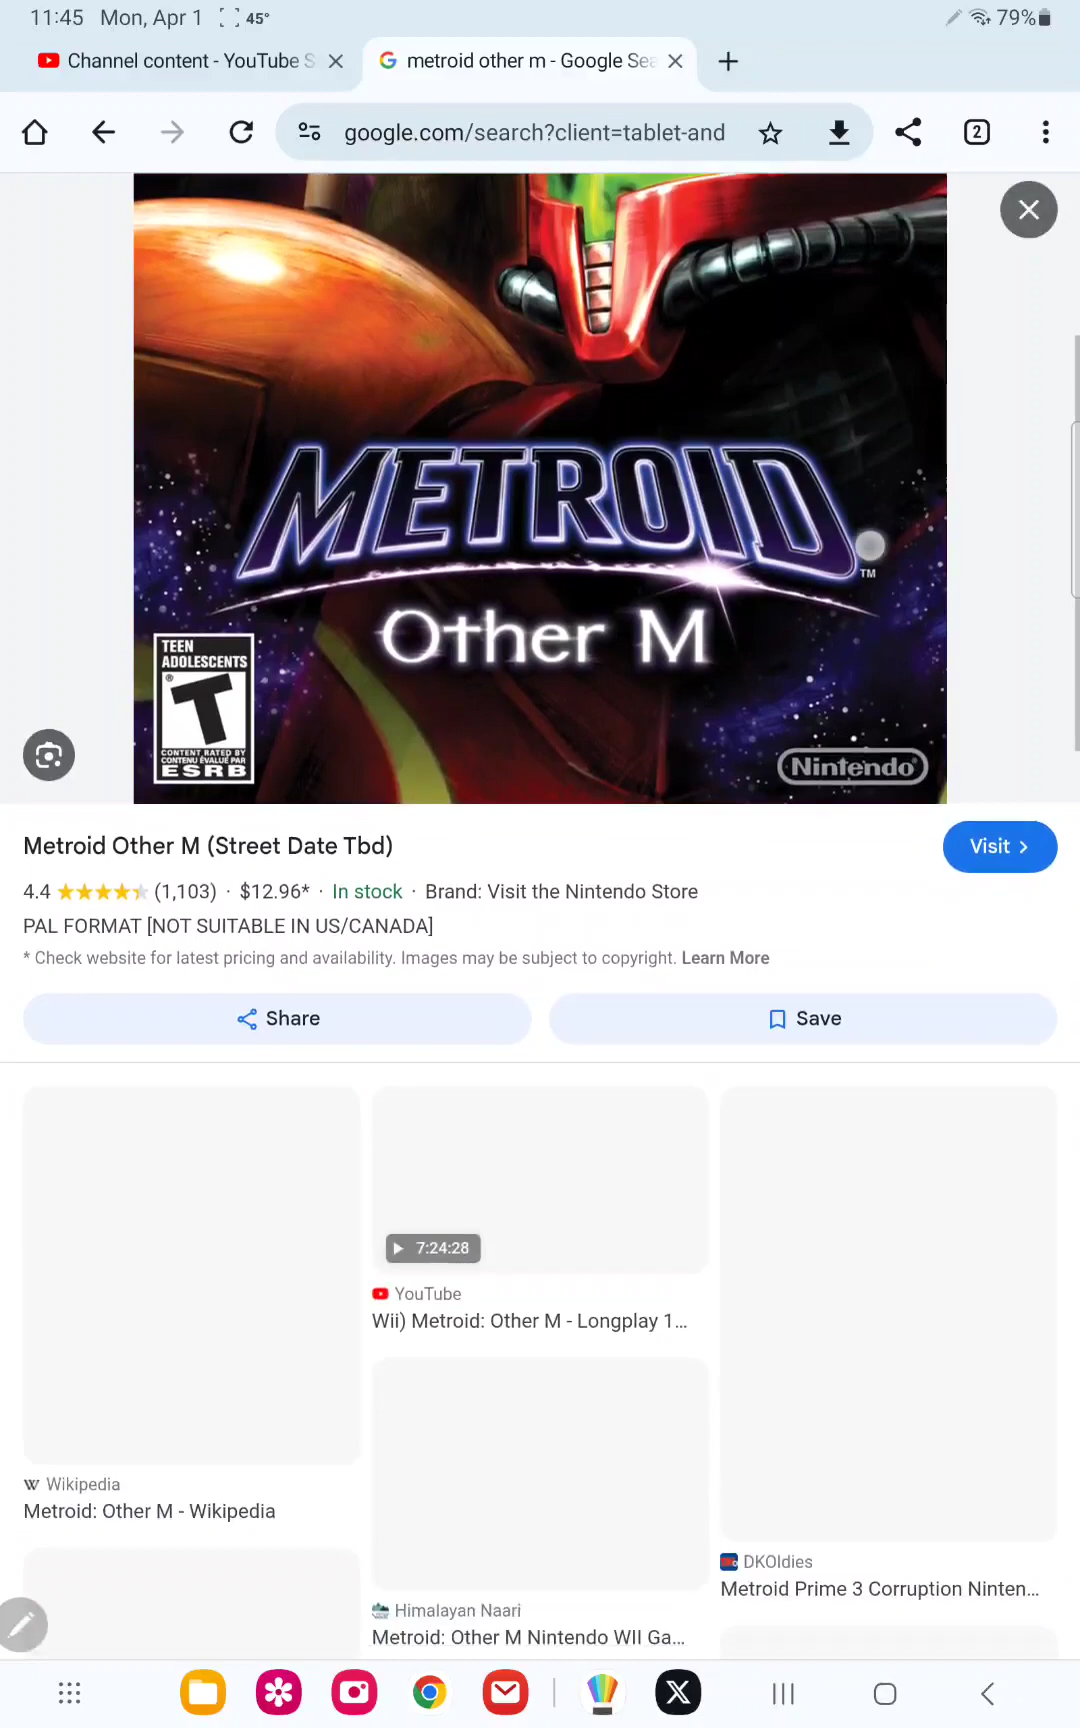 11:45 Mon, Apr 1 45° 79%
Channel content - YouTube S
metroid other m - Google Sea
google.com/search?client=tablet-and
2
METROID
TM
Other M
TEEN
ADOLESCENTS
T
®
CONTENT RATED BY
CONTENU ÉVALUÉ PAR
ESRB
Nintendo®
Metroid Other M (Street Date Tbd)
Visit
4.4 (1,103) · $12.96* · In stock · Brand: Visit the Nintendo Store
PAL FORMAT [NOT SUITABLE IN US/CANADA]
* Check website for latest pricing and availability. Images may be subject to copyright. Learn More
Share
Save
7:24:28
YouTube
Wii) Metroid: Other M - Longplay 1...
W Wikipedia
Metroid: Other M - Wikipedia
DKOldies
Metroid Prime 3 Corruption Ninten...
Himalayan Naari
Metroid: Other M Nintendo WII Ga...